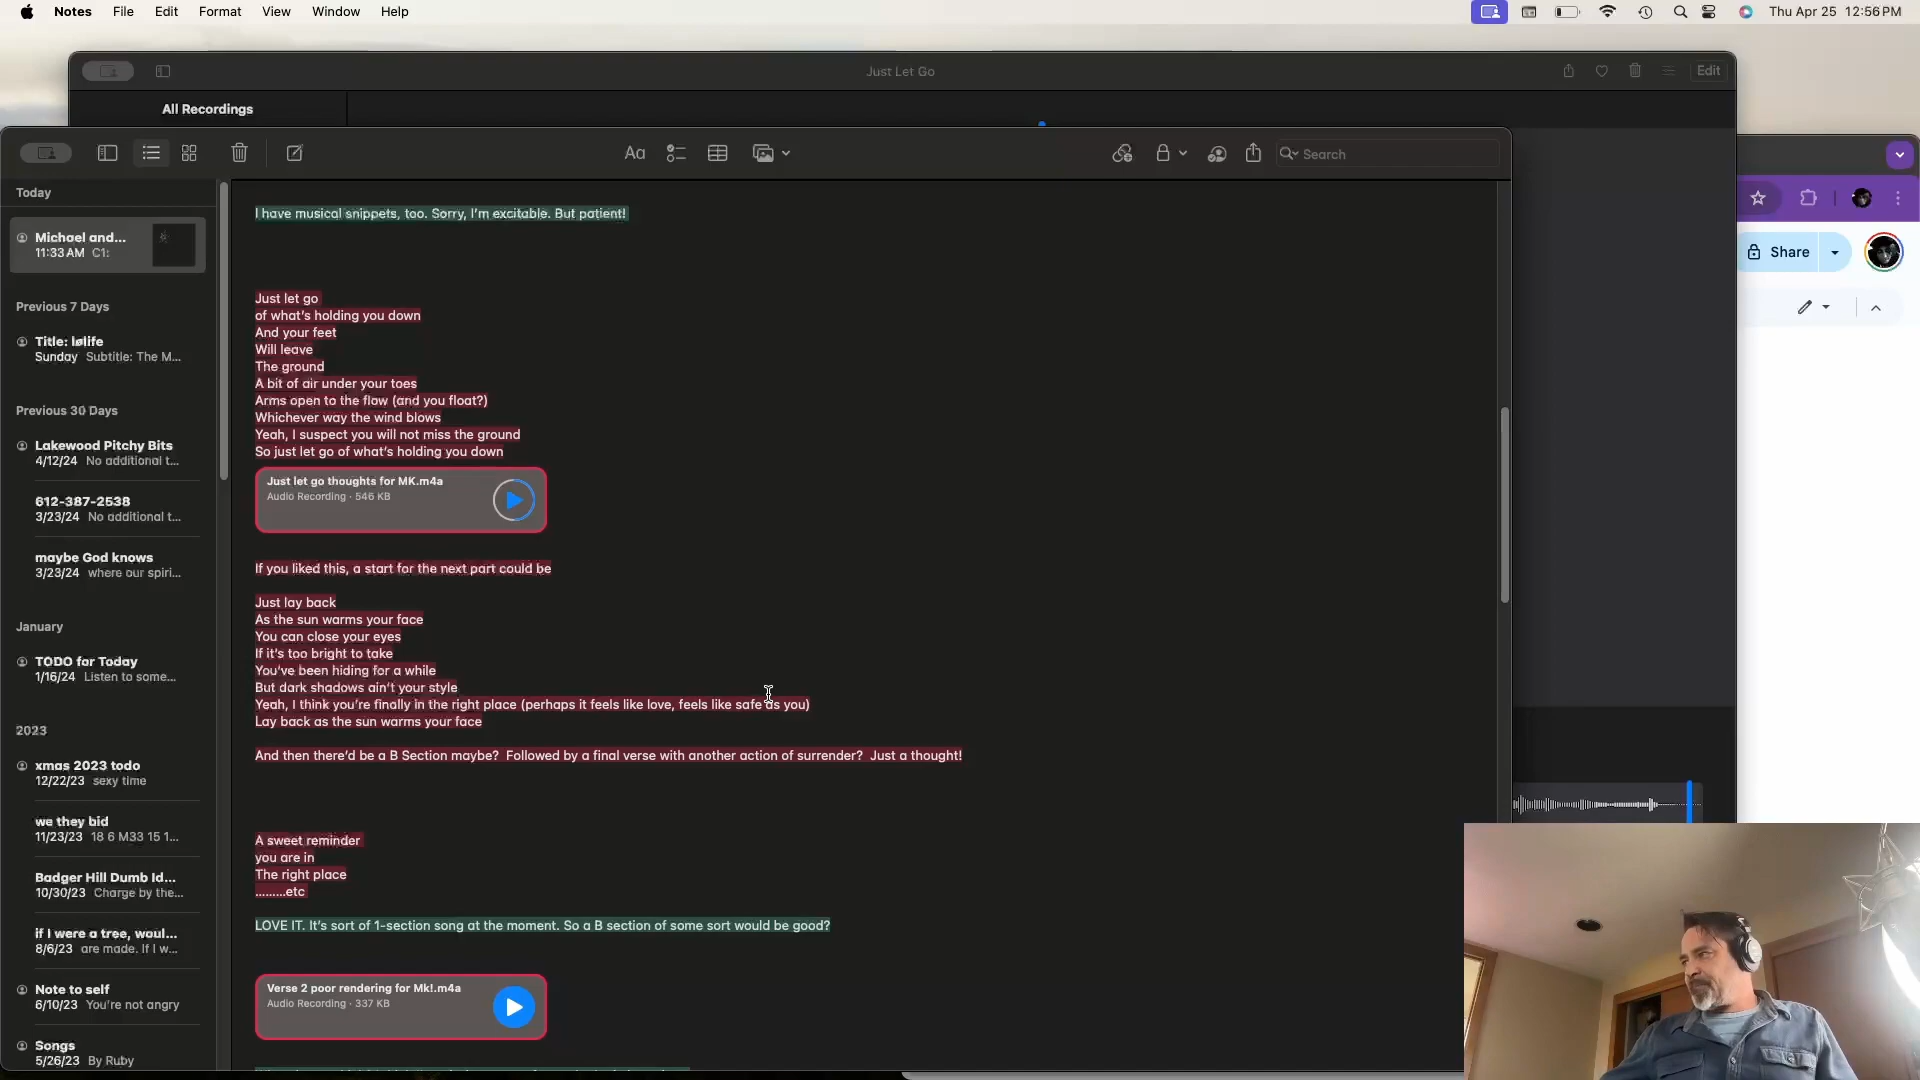 Notes File Edit Format View Window Help
Thu Apr 25 12:56 PM
Just Let Go
Edit
All Recordings
Aa
Search
Share
Today
Michael and...
11:33 AM C1:
Previous 7 Days
Title: lølife
Sunday Subtitle: The M...
Previous 30 Days
Lakewood Pitchy Bits
4/12/24 No additional t...
612-387-2538
3/23/24 No additional t...
maybe God knows
3/23/24 where our spiri...
January
TODO for Today
1/16/24 Listen to some...
2023
xmas 2023 todo
12/22/23 sexy time
we they bid
11/23/23 18 6 M33 15 1...
Badger Hill Dumb Id...
10/30/23 Charge by the...
if I were a tree, woul...
8/6/23 are made. If I w...
Note to self
6/10/23 You're not angry
Songs
5/26/23 By Ruby
I have musical snippets, too. Sorry, I'm excitable. But patient!
Just let go
of what's holding you down
And your feet
Will leave
The ground
A bit of air under your toes
Arms open to the flow (and you float?)
Whichever way the wind blows
Yeah, I suspect you will not miss the ground
So just let go of what's holding you down
Just let go thoughts for MK.m4a
Audio Recording · 546 KB
If you liked this, a start for the next part could be
Just lay back
As the sun warms your face
You can close your eyes
If it's too bright to take
You've been hiding for a while
But dark shadows ain't your style
Yeah, I think you're finally in the right place (perhaps it feels like love, feels like safe as you)
Lay back as the sun warms your face
And then there'd be a B Section maybe? Followed by a final verse with another action of surrender? Just a thought!
A sweet reminder
you are in
The right place
.........etc
LOVE IT. It's sort of 1-section song at the moment. So a B section of some sort would be good?
Verse 2 poor rendering for Mk!.m4a
Audio Recording · 337 KB